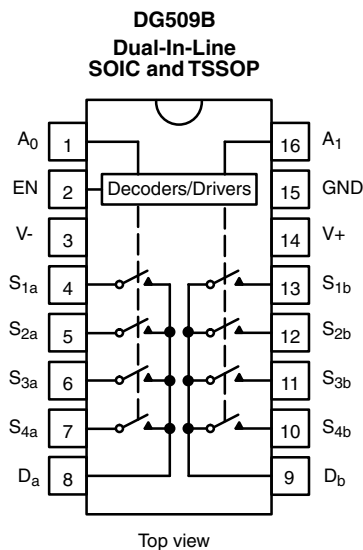 DG509B
Dual-In-Line
SOIC and TSSOP
A0 1 16 A1
EN 2 Decoders/Drivers 15 GND
V- 3 14 V+
S1a 4 13 S1b
S2a 5 12 S2b
S3a 6 11 S3b
S4a 7 10 S4b
Da 8 9 Db
Top view